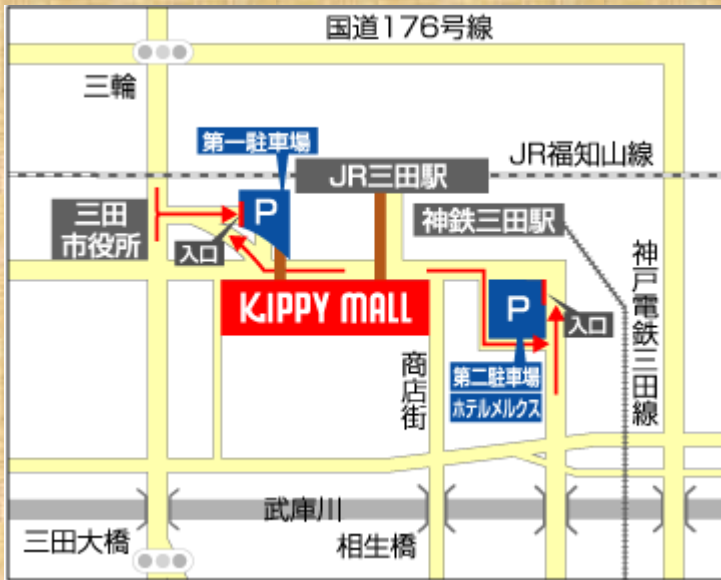 国道176号線
三輪
第一駐車場
JR福知山線
JR三田駅
P
三田
市役所
神鉄三田駅
入口
神戸電鉄三田線
KiPPY MALL
P
入口
商店街
第二駐車場
ホテルメルクス
武庫川
三田大橋
相生橋